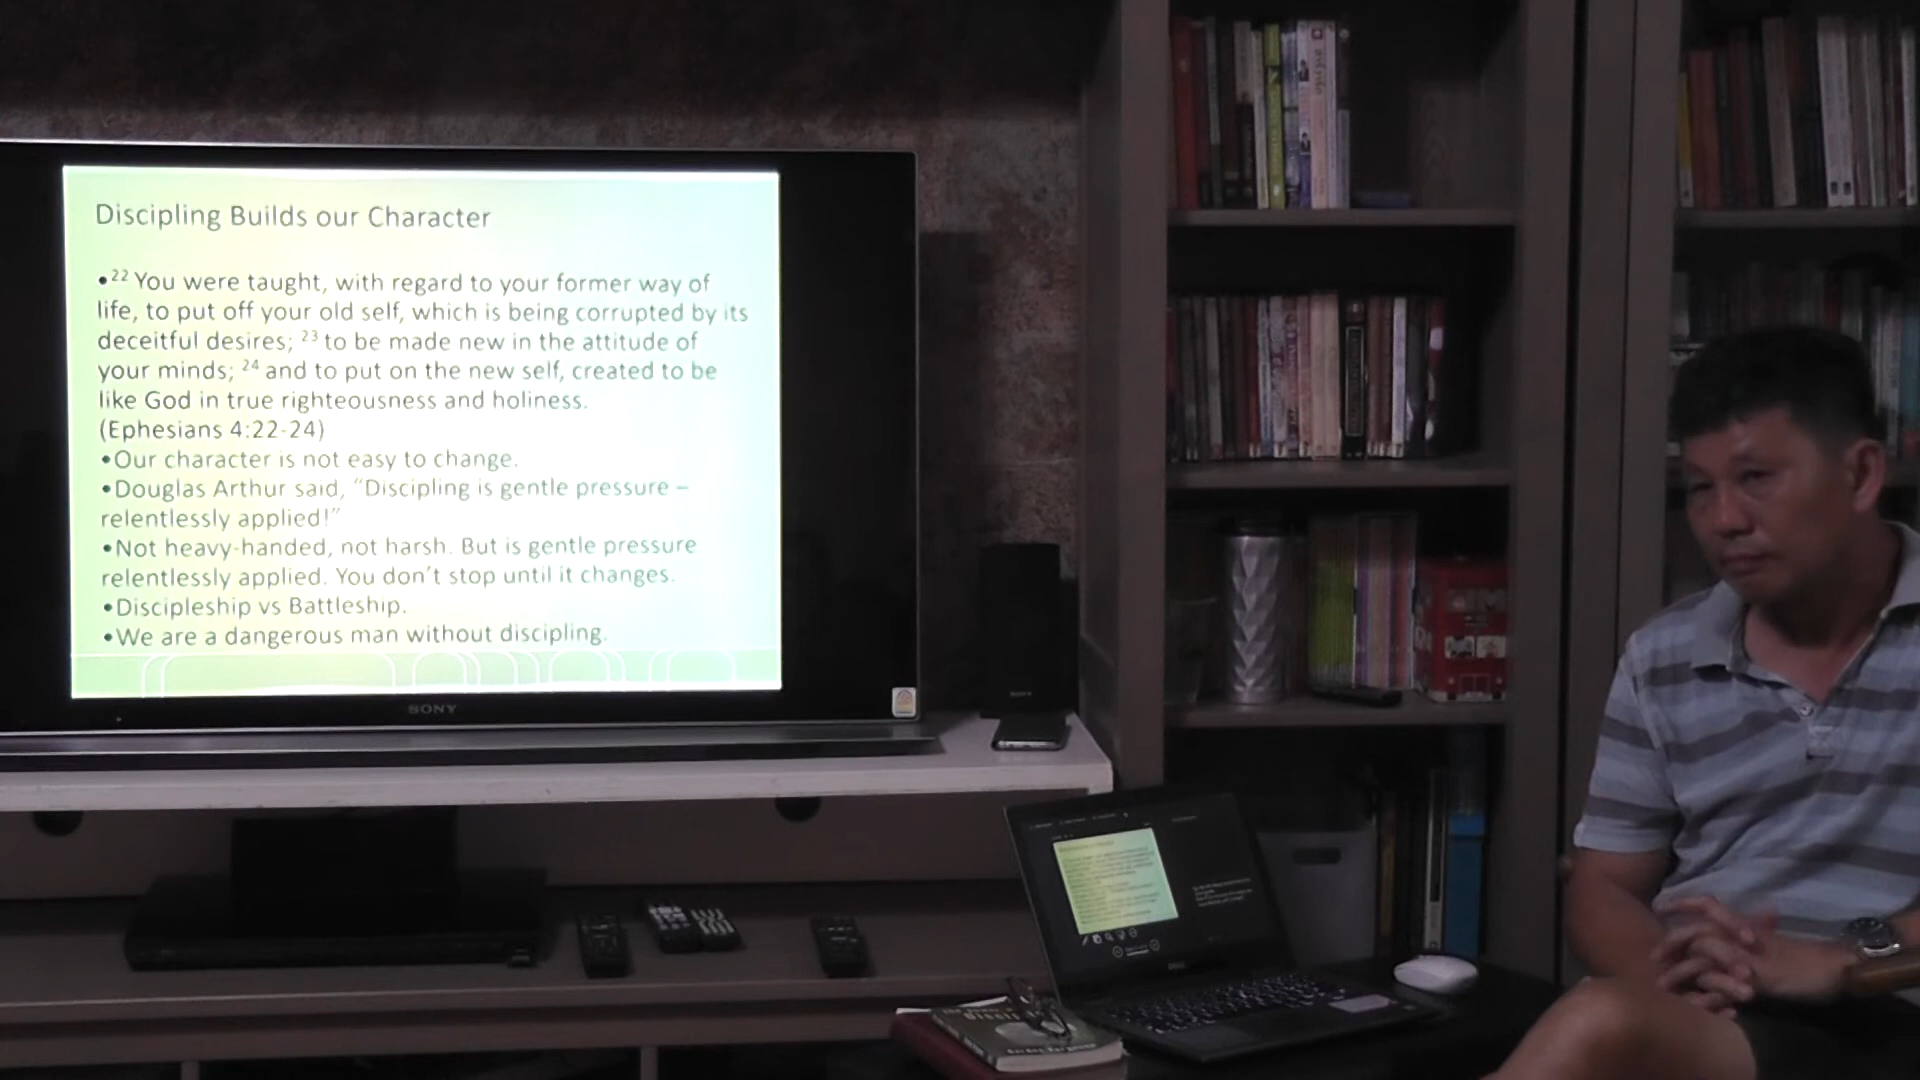 Discipling Builds our Character
•22 You were taught, with regard to your former way of
life, to put off your old self, which is being corrupted by its
deceitful desires; 23 to be made new in the attitude of
your minds; 24 and to put on the new self, created to be
like God in true righteousness and holiness.
(Ephesians 4:22-24)
•Our character is not easy to change.
•Douglas Arthur said, “Discipling is gentle pressure –
relentlessly applied!”
•Not heavy-handed, not harsh. But is gentle pressure
relentlessly applied. You don’t stop until it changes.
•Discipleship vs Battleship.
•We are a dangerous man without discipling.
SONY
SONY
DELL